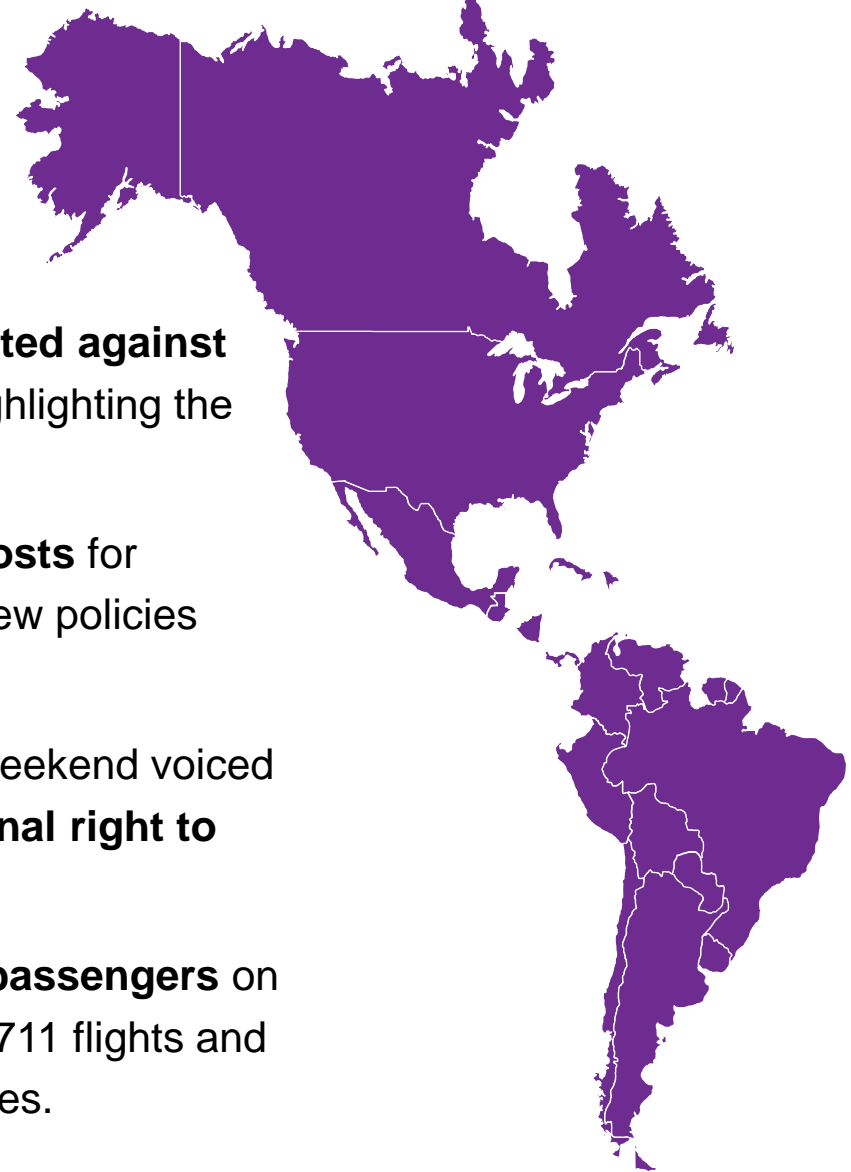 ted against
ghlighting the
osts for
ew policies
eekend voiced
nal right to
passengers on
711 flights and
es.